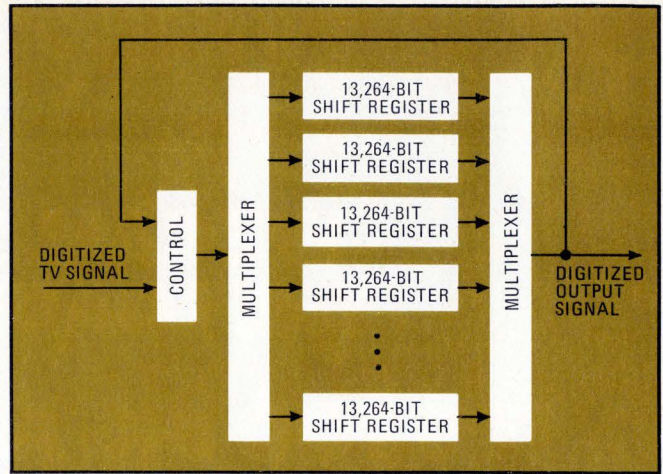 13,264-BIT
SHIFT REGISTER
13,264-BIT
SHIFT REGISTER
13,264-BIT
SHIFT REGISTER
13,264-BIT
SHIFT REGISTER
13,264-BIT
SHIFT REGISTER
DIGITIZED
TV SIGNAL
CONTROL
MULTIPLEXER
MULTIPLEXER
DIGITIZED
OUTPUT
SIGNAL